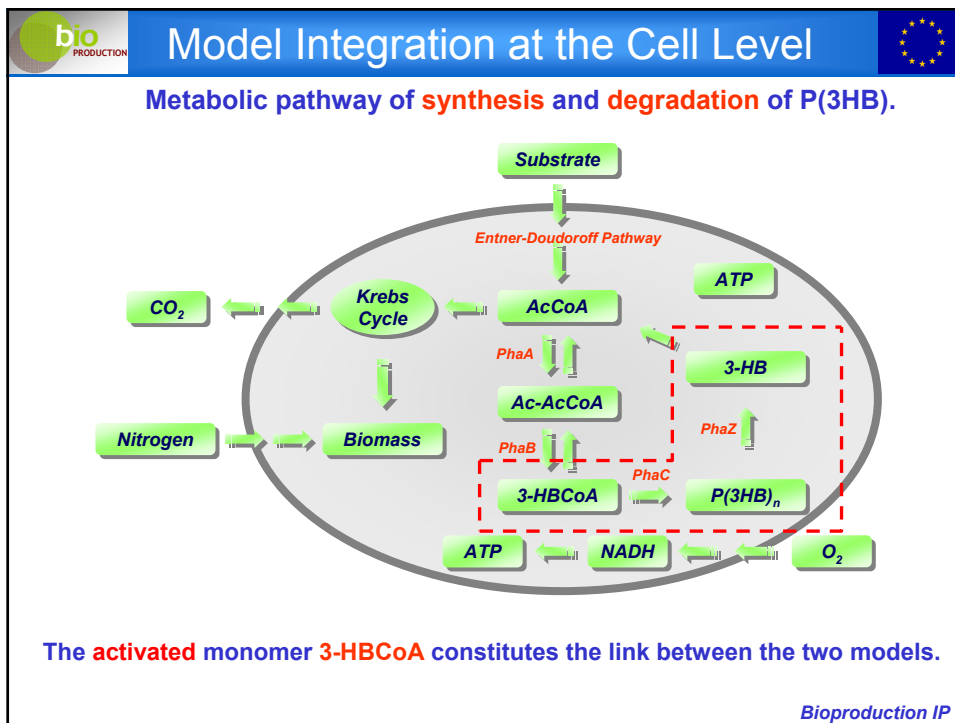 bio
PRODUCTION
Model Integration at the Cell Level
Metabolic pathway of synthesis and degradation of P(3HB).
Substrate
Entner-Doudoroff Pathway
ATP
CO₂
Krebs
Cycle
AcCoA
PhaA
3-HB
Ac-AcCoA
PhaZ
Nitrogen
Biomass
PhaB
PhaC
3-HBCoA
P(3HB)ₙ
ATP
NADH
O₂
The activated monomer 3-HBCoA constitutes the link between the two models.
Bioproduction IP